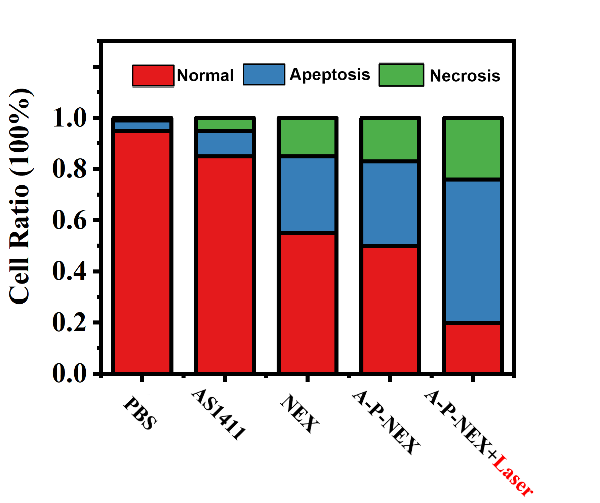 Normal Apeptosis Necrosis
Cell Ratio (100%)
1.0
0.8
0.6
0.4
0.2
0.0
PBS
AS1411
NEX
A-P-NEX
A-P-NEX+Laser